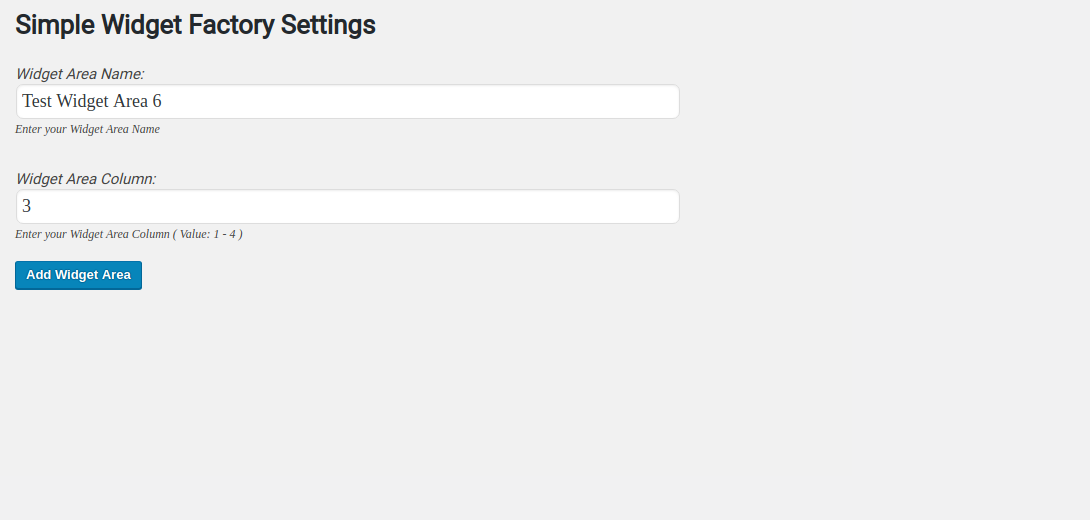 Simple Widget Factory Settings
Widget Area Name:
Test Widget Area 6
Enter your Widget Area Name
Widget Area Column:
3
Enter your Widget Area Column ( Value: 1 - 4 )
Add Widget Area